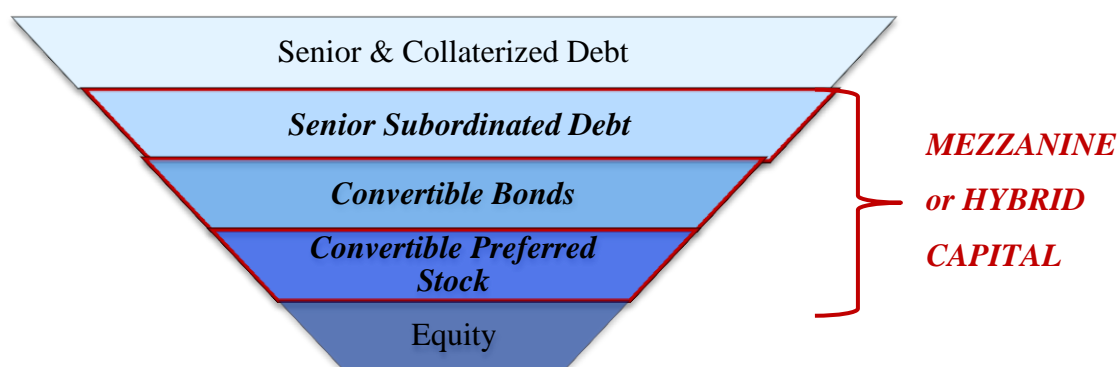 Senior & Collaterized Debt
Senior Subordinated Debt
Convertible Bonds
Convertible Preferred
Stock
Equity
MEZZANINE
or HYBRID
CAPITAL